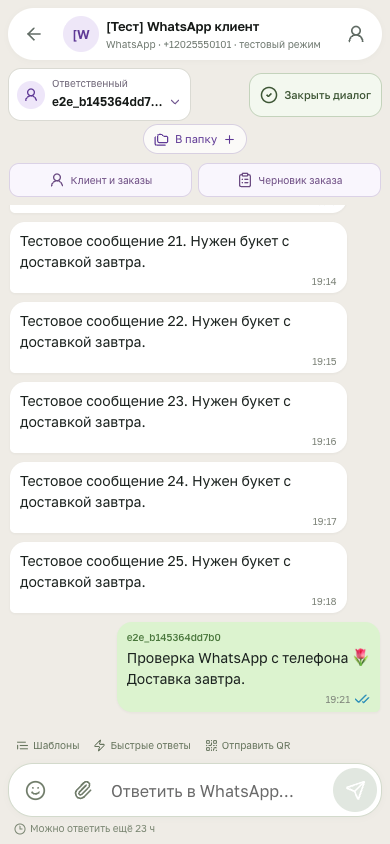 [W
[Тест] WhatsApp клиент
WhatsApp · +12025550101 · тестовый режим
Ответственный
e2e_b145364dd7...
Закрыть диалог
В папку +
Клиент и заказы
Черновик заказа
Тестовое сообщение 21. Нужен букет с
доставкой завтра.
19:14
Тестовое сообщение 22. Нужен букет с
доставкой завтра.
19:15
Тестовое сообщение 23. Нужен букет с
доставкой завтра.
19:16
Тестовое сообщение 24. Нужен букет с
доставкой завтра.
19:17
Тестовое сообщение 25. Нужен букет с
доставкой завтра.
19:18
e2e_b145364dd7b0
Проверка WhatsApp с телефона 🌷
Доставка завтра.
19:21
Шаблоны
Быстрые ответы
Отправить QR
Ответить в WhatsApp...
Можно ответить ещё 23 ч